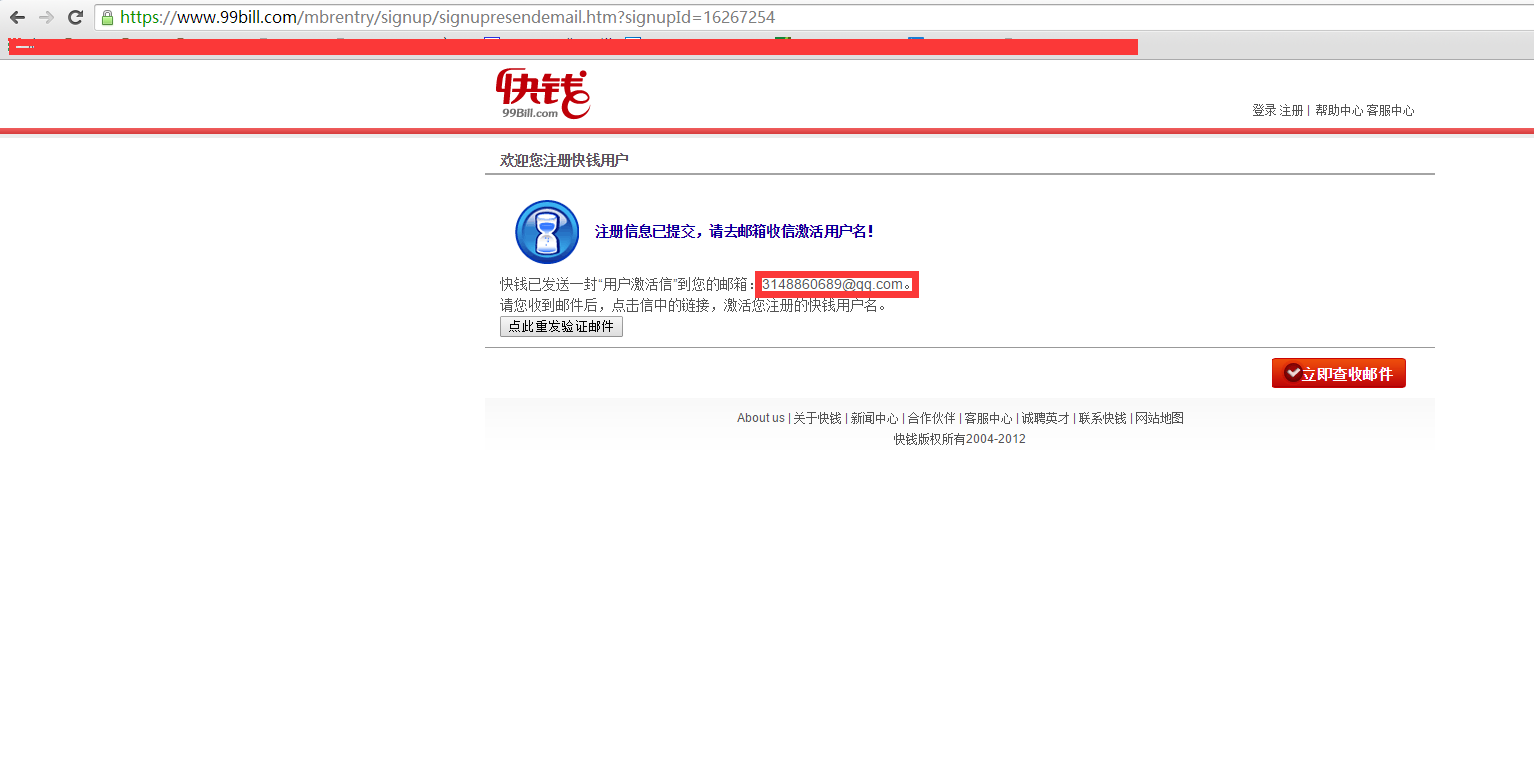 https://www.99bill.com/mbrentry/signup/signupresendemail.htm?signupId=16267254
快钱
99Bill.com
登录 注册 | 帮助中心 客服中心
欢迎您注册快钱用户
注册信息已提交，请去邮箱收信激活用户名！
快钱已发送一封“用户激活信”到您的邮箱：3148860689@qq.com。
请您收到邮件后，点击信中的链接，激活您注册的快钱用户名。
点此重发验证邮件
立即查收邮件
About us | 关于快钱 | 新闻中心 | 合作伙伴 | 客服中心 | 诚聘英才 | 联系快钱 | 网站地图
快钱版权所有2004-2012